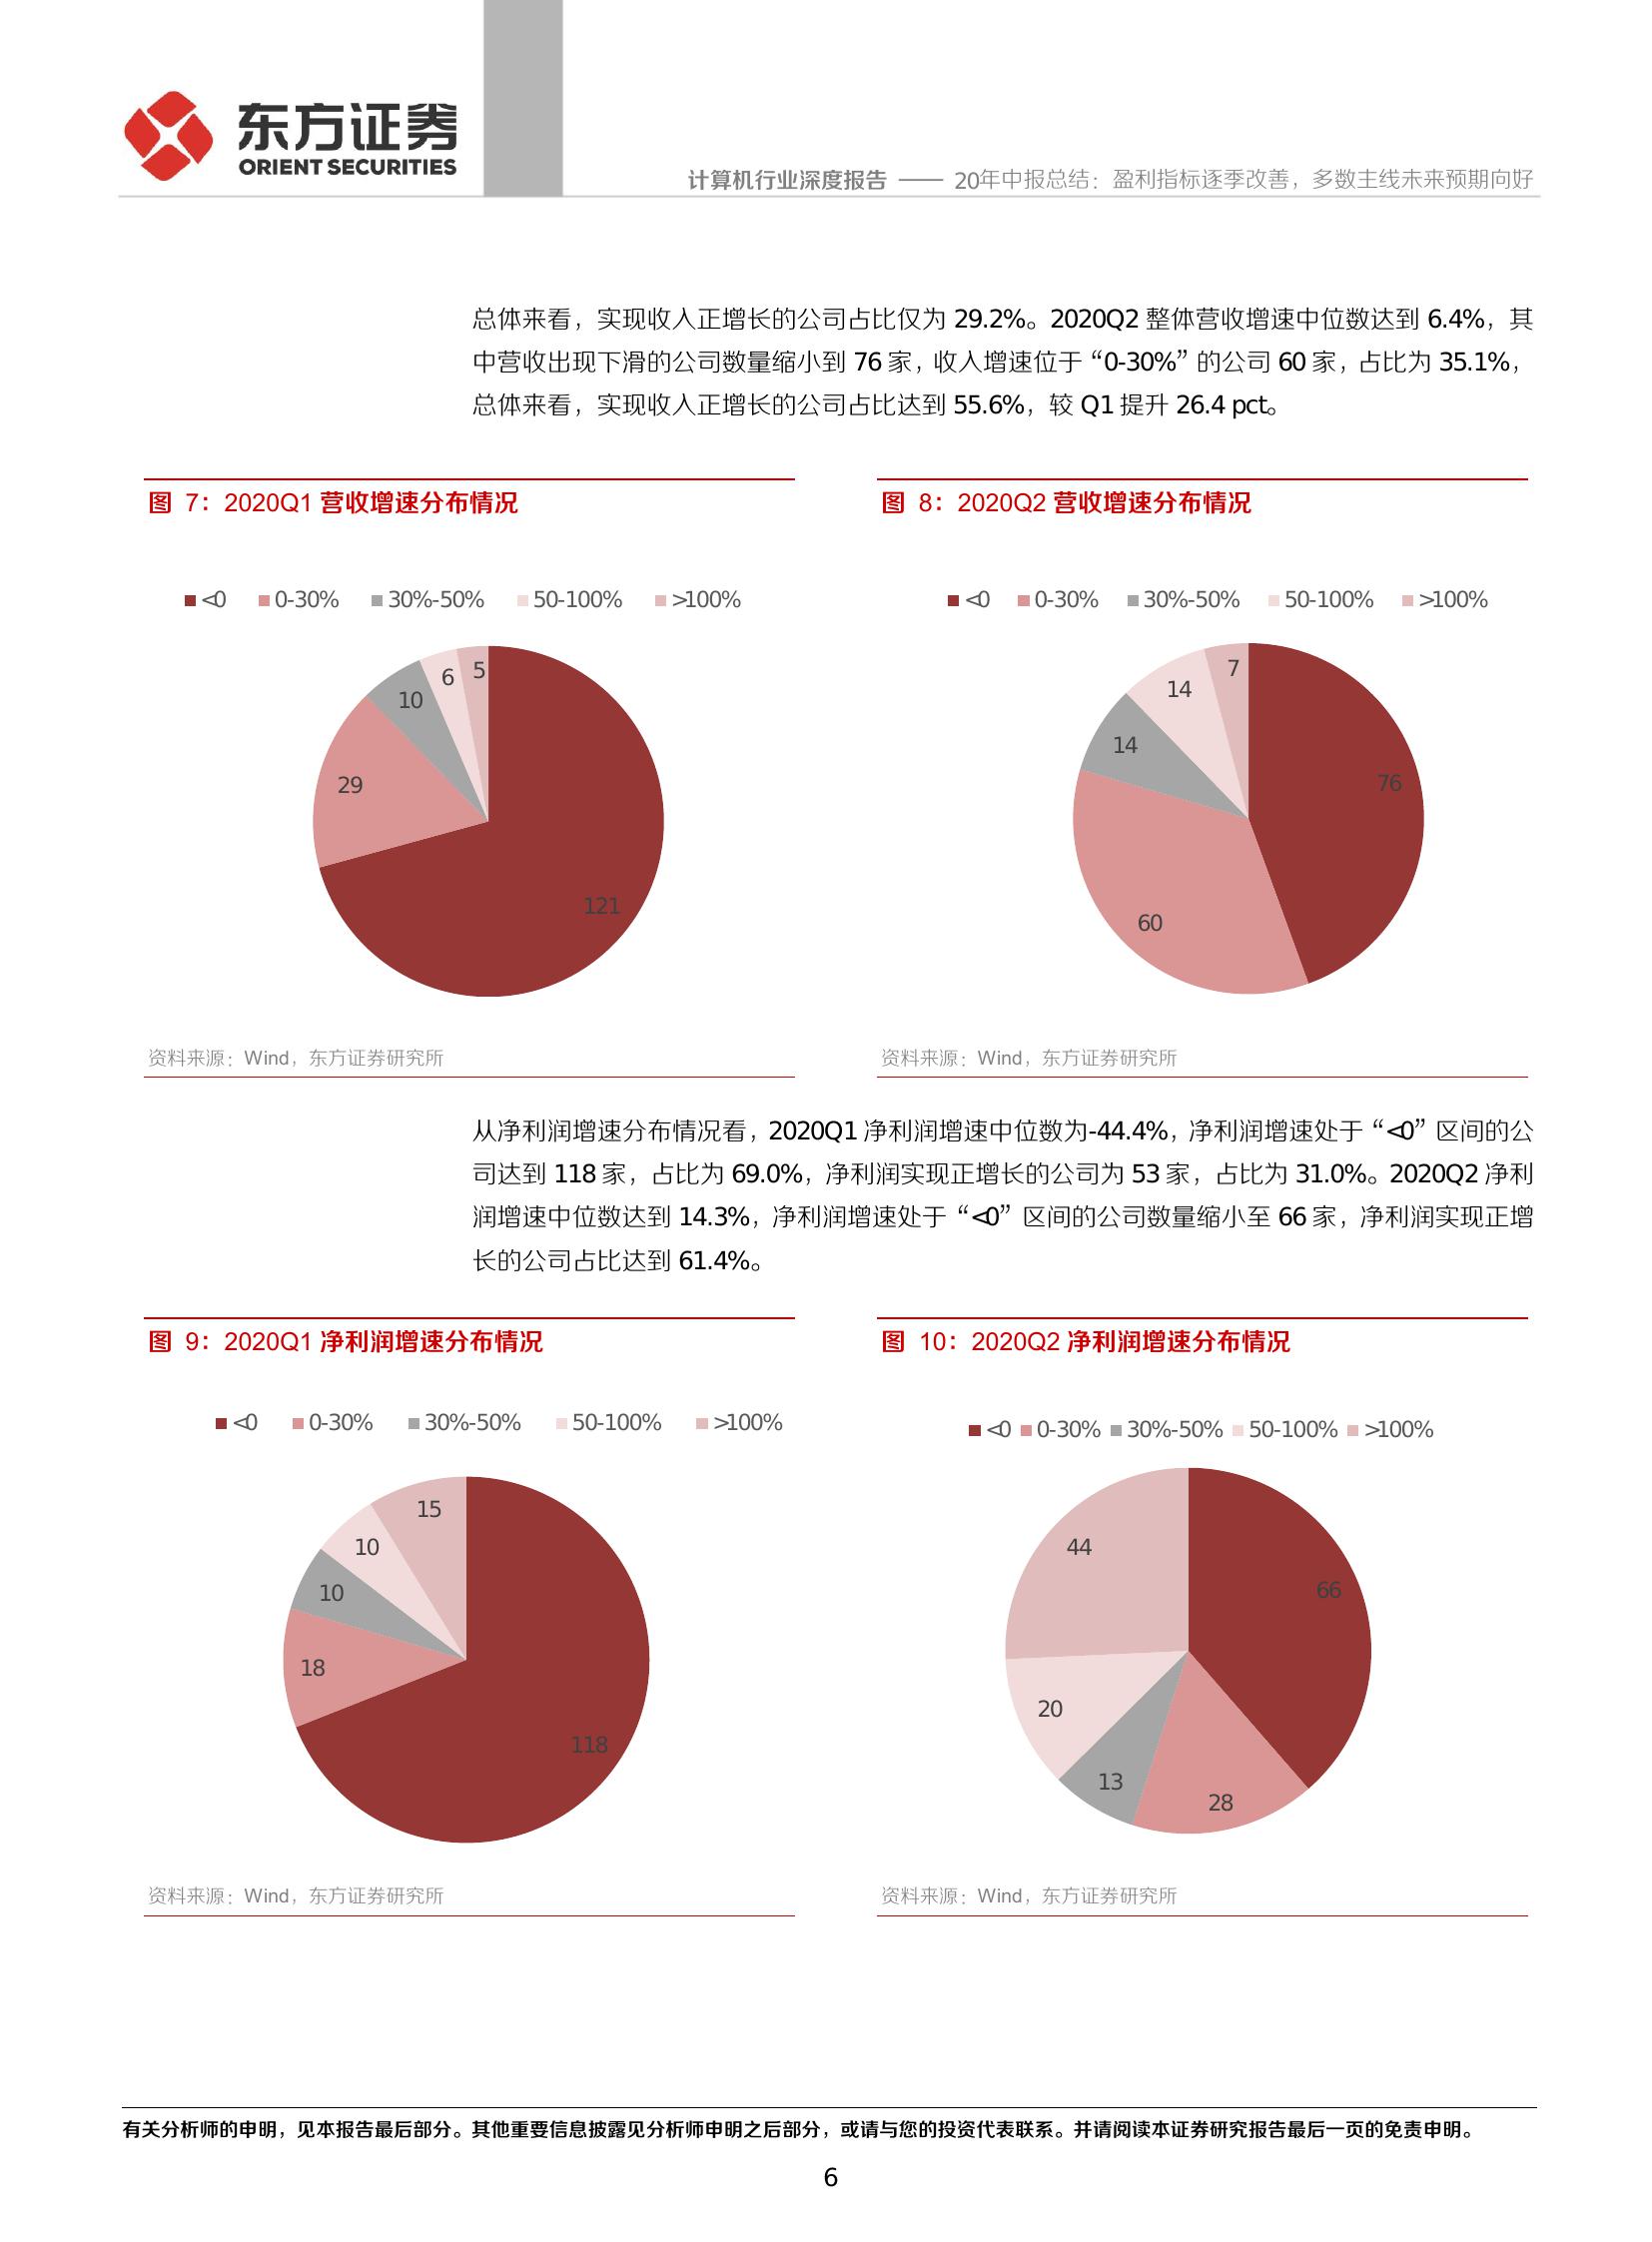 东方证券
ORIENT SECURITIES
计算机行业深度报告 —— 20年中报总结：盈利指标逐季改善，多数主线未来预期向好
总体来看，实现收入正增长的公司占比仅为 29.2%。2020Q2 整体营收增速中位数达到 6.4%，其
中营收出现下滑的公司数量缩小到 76 家，收入增速位于“0-30%”的公司 60 家，占比为 35.1%，
总体来看，实现收入正增长的公司占比达到 55.6%，较 Q1 提升 26.4 pct。
图 7：2020Q1 营收增速分布情况
<0 0-30% 30%-50% 50-100% >100%
5
6
10
29
121
资料来源：Wind，东方证券研究所
图 8：2020Q2 营收增速分布情况
<0 0-30% 30%-50% 50-100% >100%
7
14
14
76
60
资料来源：Wind，东方证券研究所
从净利润增速分布情况看，2020Q1 净利润增速中位数为-44.4%，净利润增速处于“<0”区间的公
司达到 118 家，占比为 69.0%，净利润实现正增长的公司为 53 家，占比为 31.0%。2020Q2 净利
润增速中位数达到 14.3%，净利润增速处于“<0”区间的公司数量缩小至 66 家，净利润实现正增
长的公司占比达到 61.4%。
图 9：2020Q1 净利润增速分布情况
<0 0-30% 30%-50% 50-100% >100%
15
10
10
18
118
资料来源：Wind，东方证券研究所
图 10：2020Q2 净利润增速分布情况
<0 0-30% 30%-50% 50-100% >100%
44
66
20
13
28
资料来源：Wind，东方证券研究所
有关分析师的申明，见本报告最后部分。其他重要信息披露见分析师申明之后部分，或请与您的投资代表联系。并请阅读本证券研究报告最后一页的免责申明。
6